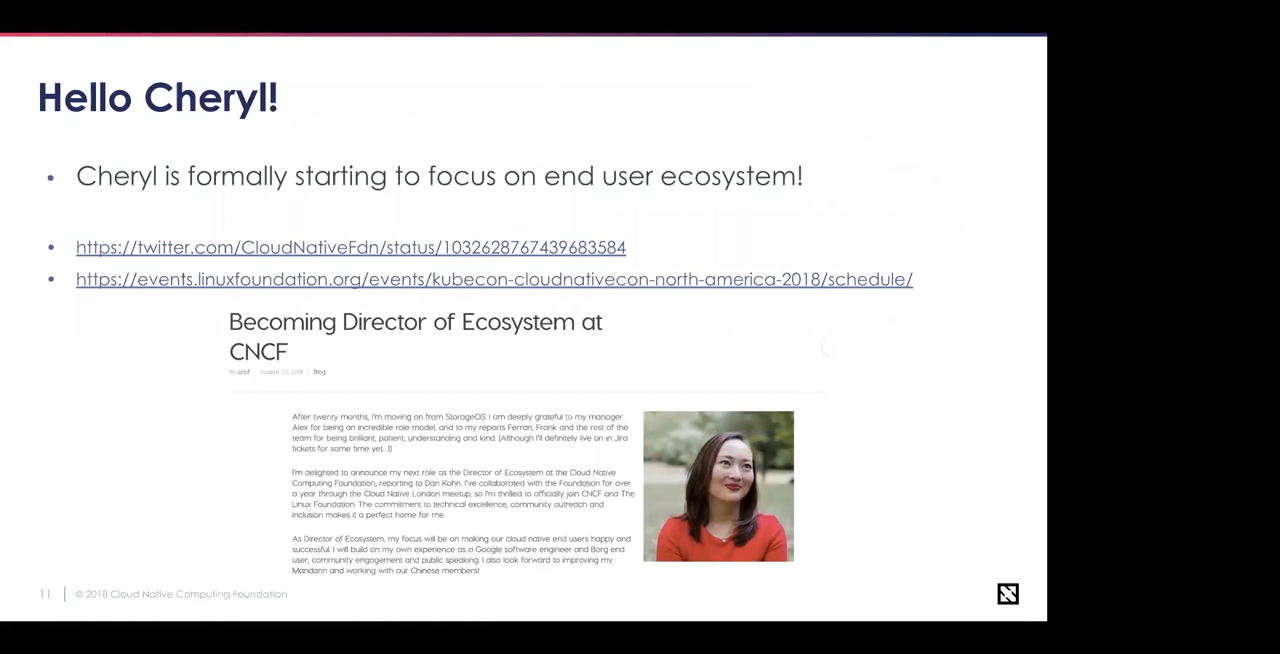 Hello Cheryl!
• Cheryl is formally starting to focus on end user ecosystem!
• https://twitter.com/CloudNativeFdn/status/1032628767439683584
• https://events.linuxfoundation.org/events/kubecon-cloudnativecon-north-america-2018/schedule/
Becoming Director of Ecosystem at
CNCF
By cncf | August 23, 2018 | Blog
After twenty months, I'm moving on from StorageOS. I am deeply grateful to my manager
Alex for being an incredible role model, and to my reports Ferran, Frank and the rest of the
team for being brilliant, patient, understanding and kind. (Although I'll definitely live on in Jira
tickets for some time yet...!)
I'm delighted to announce my next role as the Director of Ecosystem at the Cloud Native
Computing Foundation, reporting to Dan Kohn. I've collaborated with the Foundation for over
a year through the Cloud Native London meetup, so I'm thrilled to officially join CNCF and The
Linux Foundation. The commitment to technical excellence, community outreach and
inclusion makes it a perfect home for me.
As Director of Ecosystem, my focus will be on making our cloud native end users happy and
successful. I will build on my own experience as a Google software engineer and Borg end
user, community engagement and public speaking. I also look forward to improving my
Mandarin and working with our Chinese members!
11 | © 2018 Cloud Native Computing Foundation